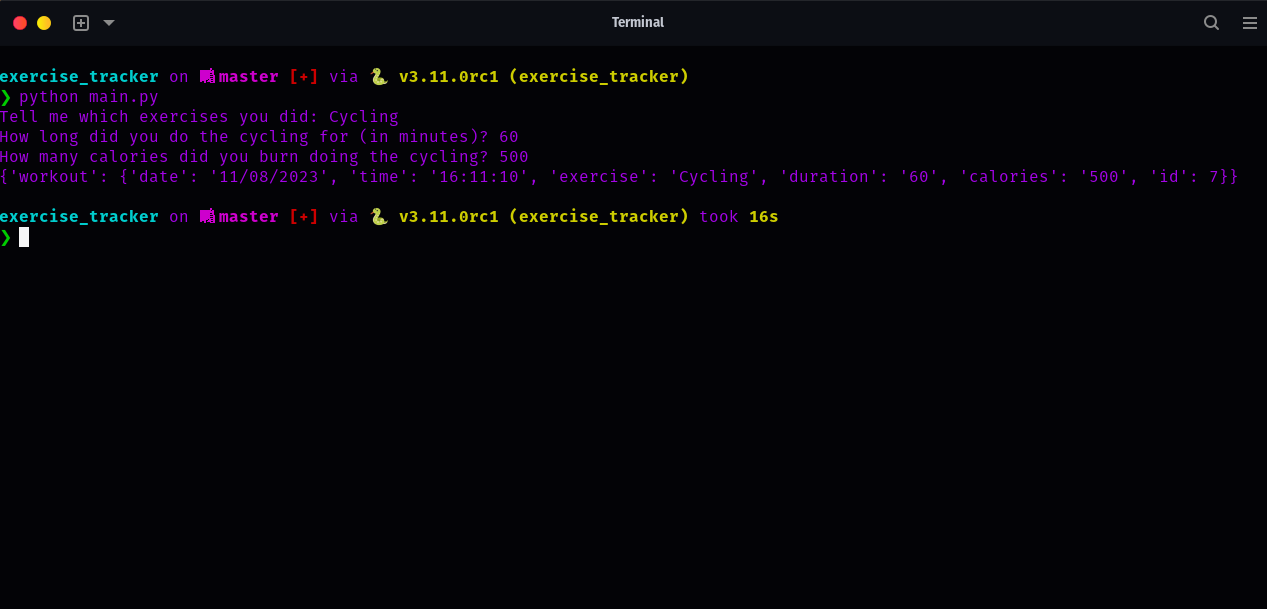 Terminal
exercise_tracker on master [+] via 🐍 v3.11.0rc1 (exercise_tracker)
❯ python main.py
Tell me which exercises you did: Cycling
How long did you do the cycling for (in minutes)? 60
How many calories did you burn doing the cycling? 500
{'workout': {'date': '11/08/2023', 'time': '16:11:10', 'exercise': 'Cycling', 'duration': '60', 'calories': '500', 'id': 7}}
exercise_tracker on master [+] via 🐍 v3.11.0rc1 (exercise_tracker) took 16s
❯